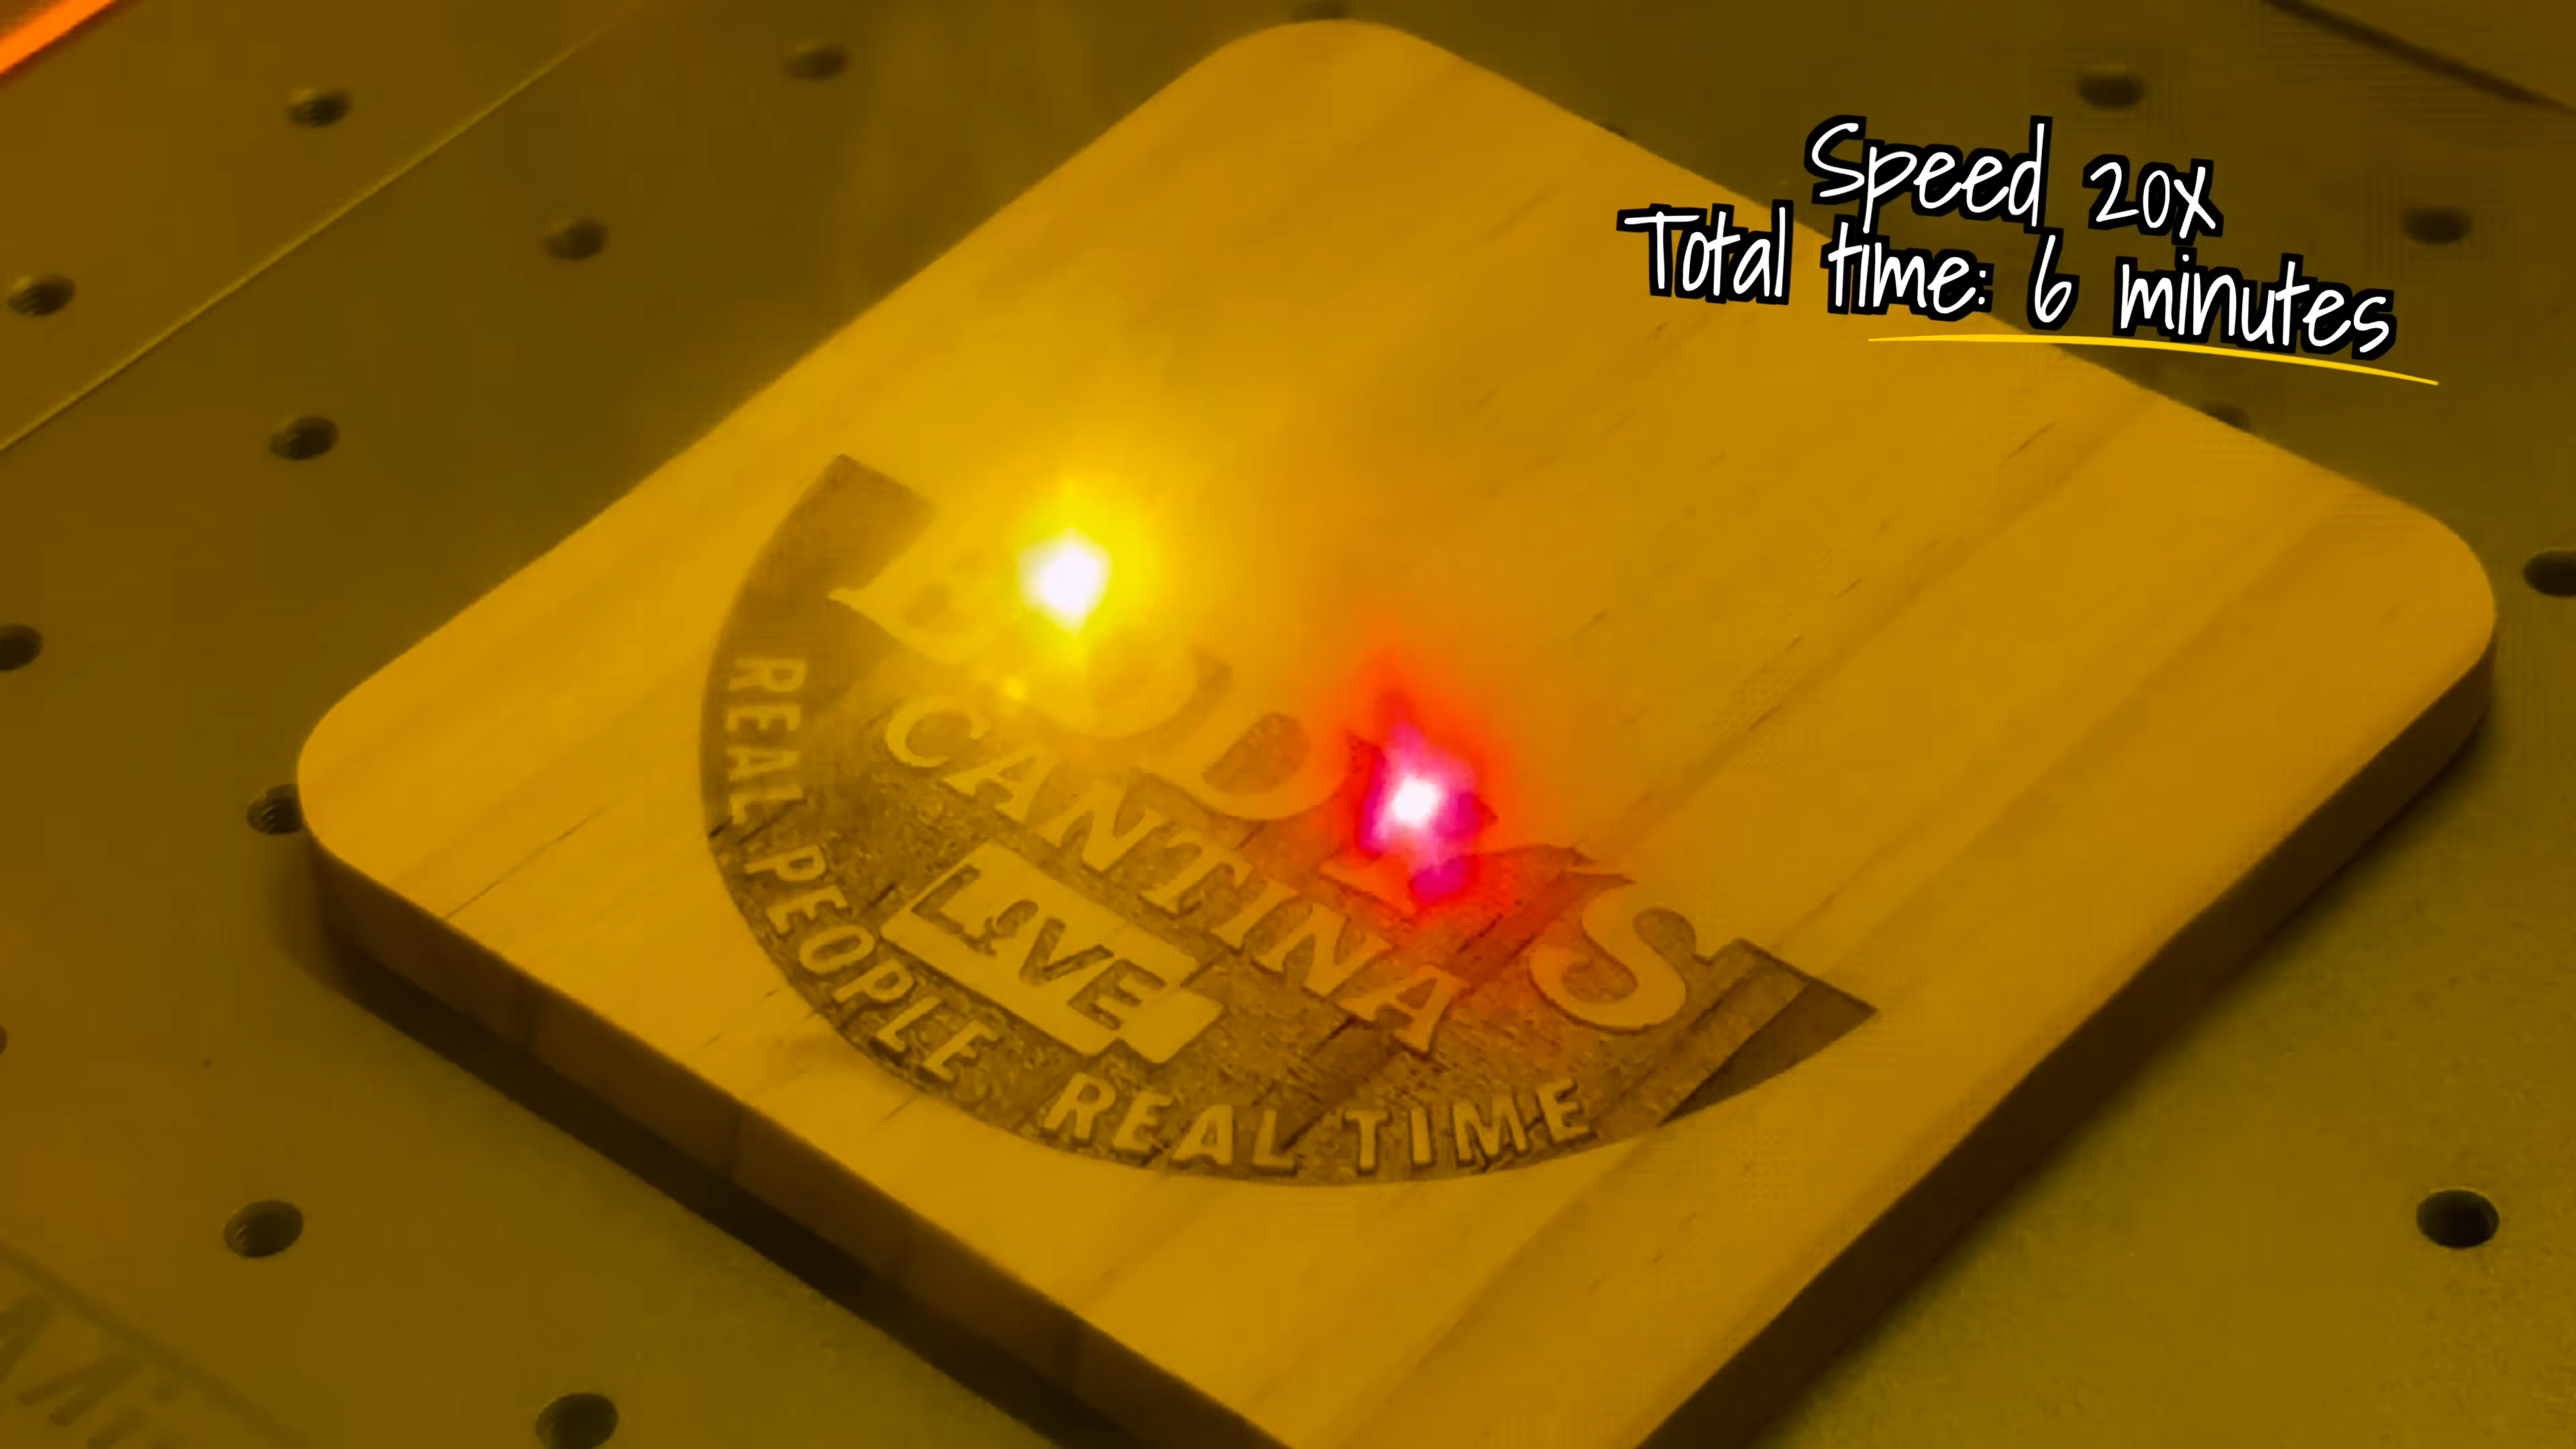 Speed 20x
Total time: 6 minutes
CANTINA
LIVE
REAL PEOPLE, REAL TIME